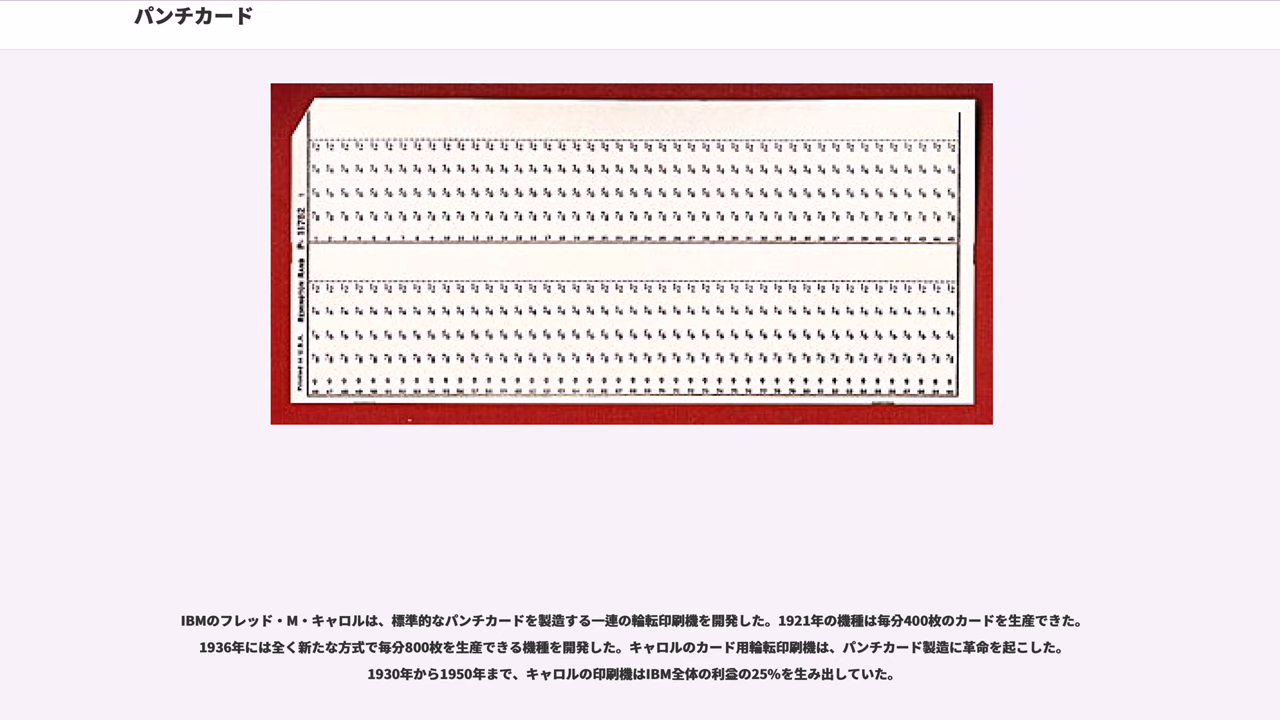 パンチカード
Printed in U.S.A. REMINGTON RAND
IBMのフレッド・M・キャロルは、標準的なパンチカードを製造する一連の輪転印刷機を開発した。1921年の機種は毎分400枚のカードを生産できた。
1936年には全く新たな方式で毎分800枚を生産できる機種を開発した。キャロルのカード用輪転印刷機は、パンチカード製造に革命を起こした。
1930年から1950年まで、キャロルの印刷機はIBM全体の利益の25%を生み出していた。